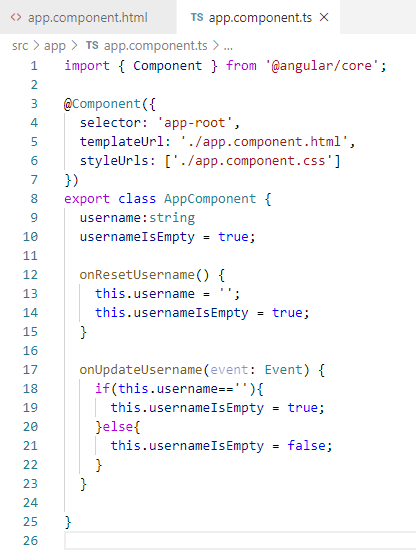 app.component.html TS app.component.ts ×
src > app > TS app.component.ts > ...
1 import { Component } from '@angular/core';
2
3 @Component({
4 selector: 'app-root',
5 templateUrl: './app.component.html',
6 styleUrls: ['./app.component.css']
7 })
8 export class AppComponent {
9 username:string
10 usernameIsEmpty = true;
11
12 onResetUsername() {
13 this.username = '';
14 this.usernameIsEmpty = true;
15 }
16
17 onUpdateUsername(event: Event) {
18 if(this.username==''){
19 this.usernameIsEmpty = true;
20 }else{
21 this.usernameIsEmpty = false;
22 }
23 }
24
25 }
26